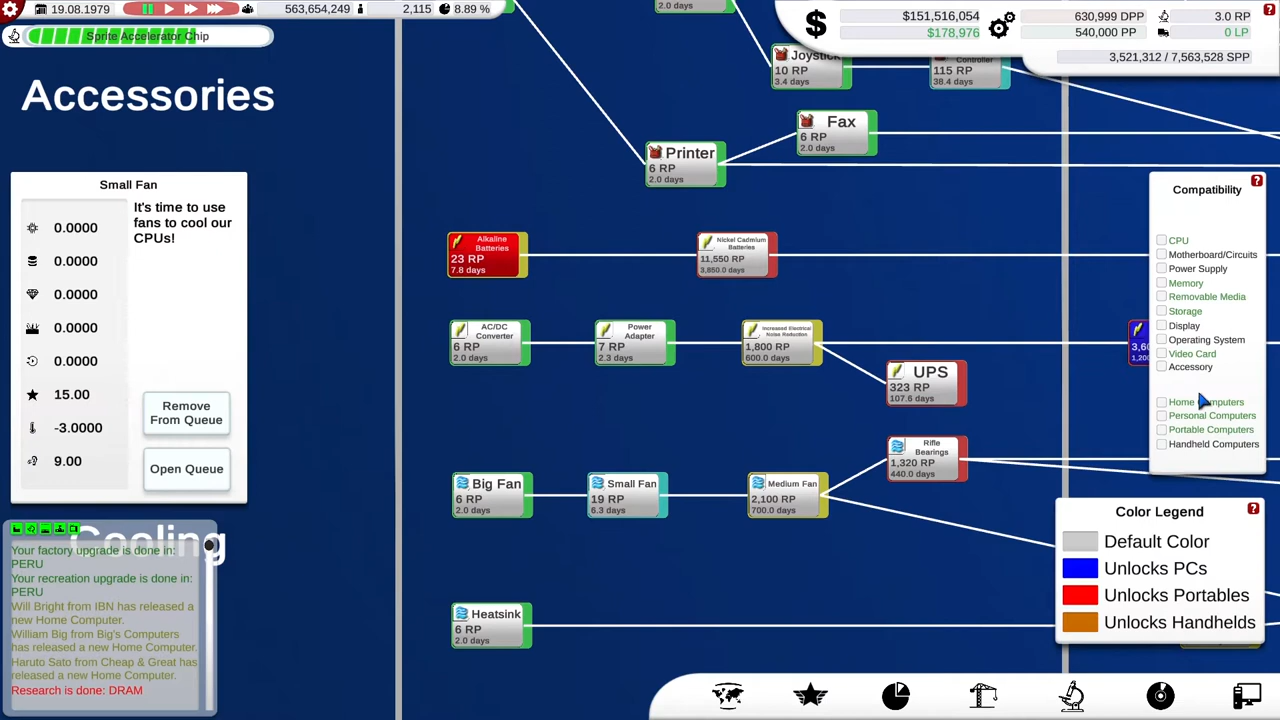 19.08.1979
563,654,249
2,115
8.89 %
$151,516,054
$178,976
630,999 DPP
540,000 PP
3.0 RP
0 LP
3,521,312 / 7,563,528 SPP
Sprite Accelerator Chip
Accessories
Small Fan
0.0000
0.0000
0.0000
0.0000
0.0000
15.00
-3.0000
9.00
It's time to use
fans to cool our
CPUs!
Remove
From Queue
Open Queue
Cooling
Your factory upgrade is done in:
PERU
Your recreation upgrade is done in:
PERU
Will Bright from IBN has released a
new Home Computer.
William Big from Big's Computers
has released a new Home Computer.
Haruto Sato from Cheap & Great has
released a new Home Computer.
Research is done: DRAM
2.0 days
Joystick
10 RP
3.4 days
Controller
115 RP
38.4 days
Fax
6 RP
2.0 days
Printer
6 RP
2.0 days
Alkaline
Batteries
23 RP
7.8 days
Nickel Cadmium
Batteries
11,550 RP
3,850.0 days
AC/DC
Converter
6 RP
2.0 days
Power
Adapter
7 RP
2.3 days
Increased Electrical
Noise Reduction
1,800 RP
600.0 days
UPS
323 RP
107.6 days
Big Fan
6 RP
2.0 days
Small Fan
19 RP
6.3 days
Medium Fan
2,100 RP
700.0 days
Rifle
Bearings
1,320 RP
440.0 days
Heatsink
6 RP
2.0 days
Compatibility
CPU
Motherboard/Circuits
Power Supply
Memory
Removable Media
Storage
Display
Operating System
Video Card
Accessory
Home Computers
Personal Computers
Portable Computers
Handheld Computers
Color Legend
Default Color
Unlocks PCs
Unlocks Portables
Unlocks Handhelds